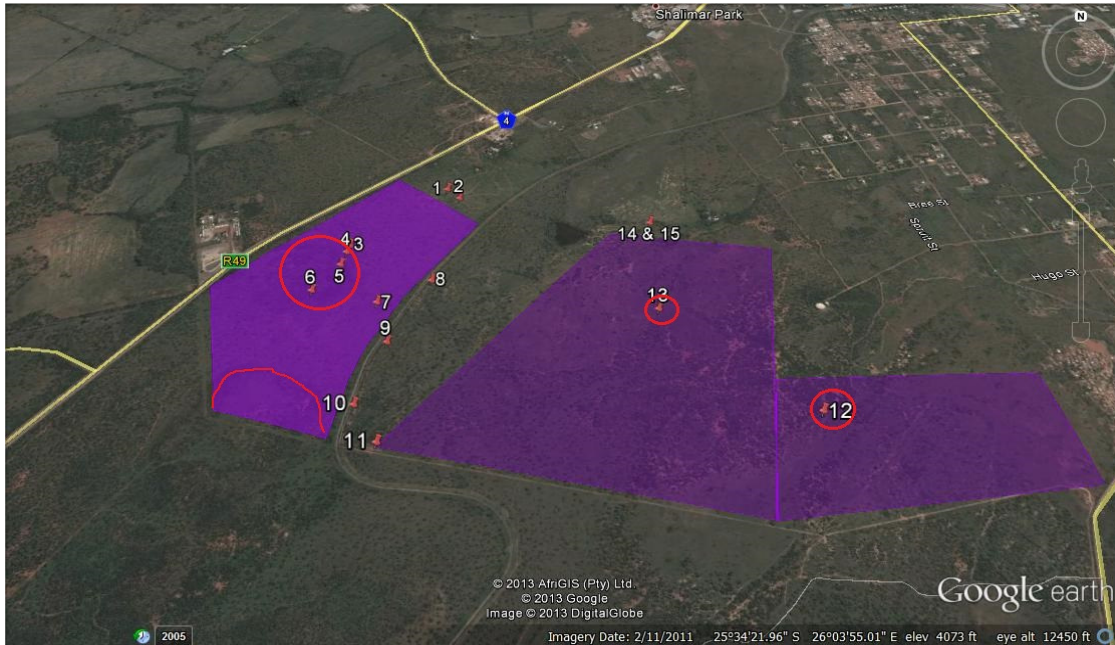 Shalimar Park
N
4
1 2
Bree St
14 & 15
Spruit St
4 3
R49
5
Hugo St
6
8
13
7
9
10
12
11
© 2013 AfriGIS (Pty) Ltd.
© 2013 Google
Image © 2013 DigitalGlobe
Google earth
2005
Imagery Date: 2/11/2011 25°34'21.96" S 26°03'55.01" E elev 4073 ft eye alt 12450 ft